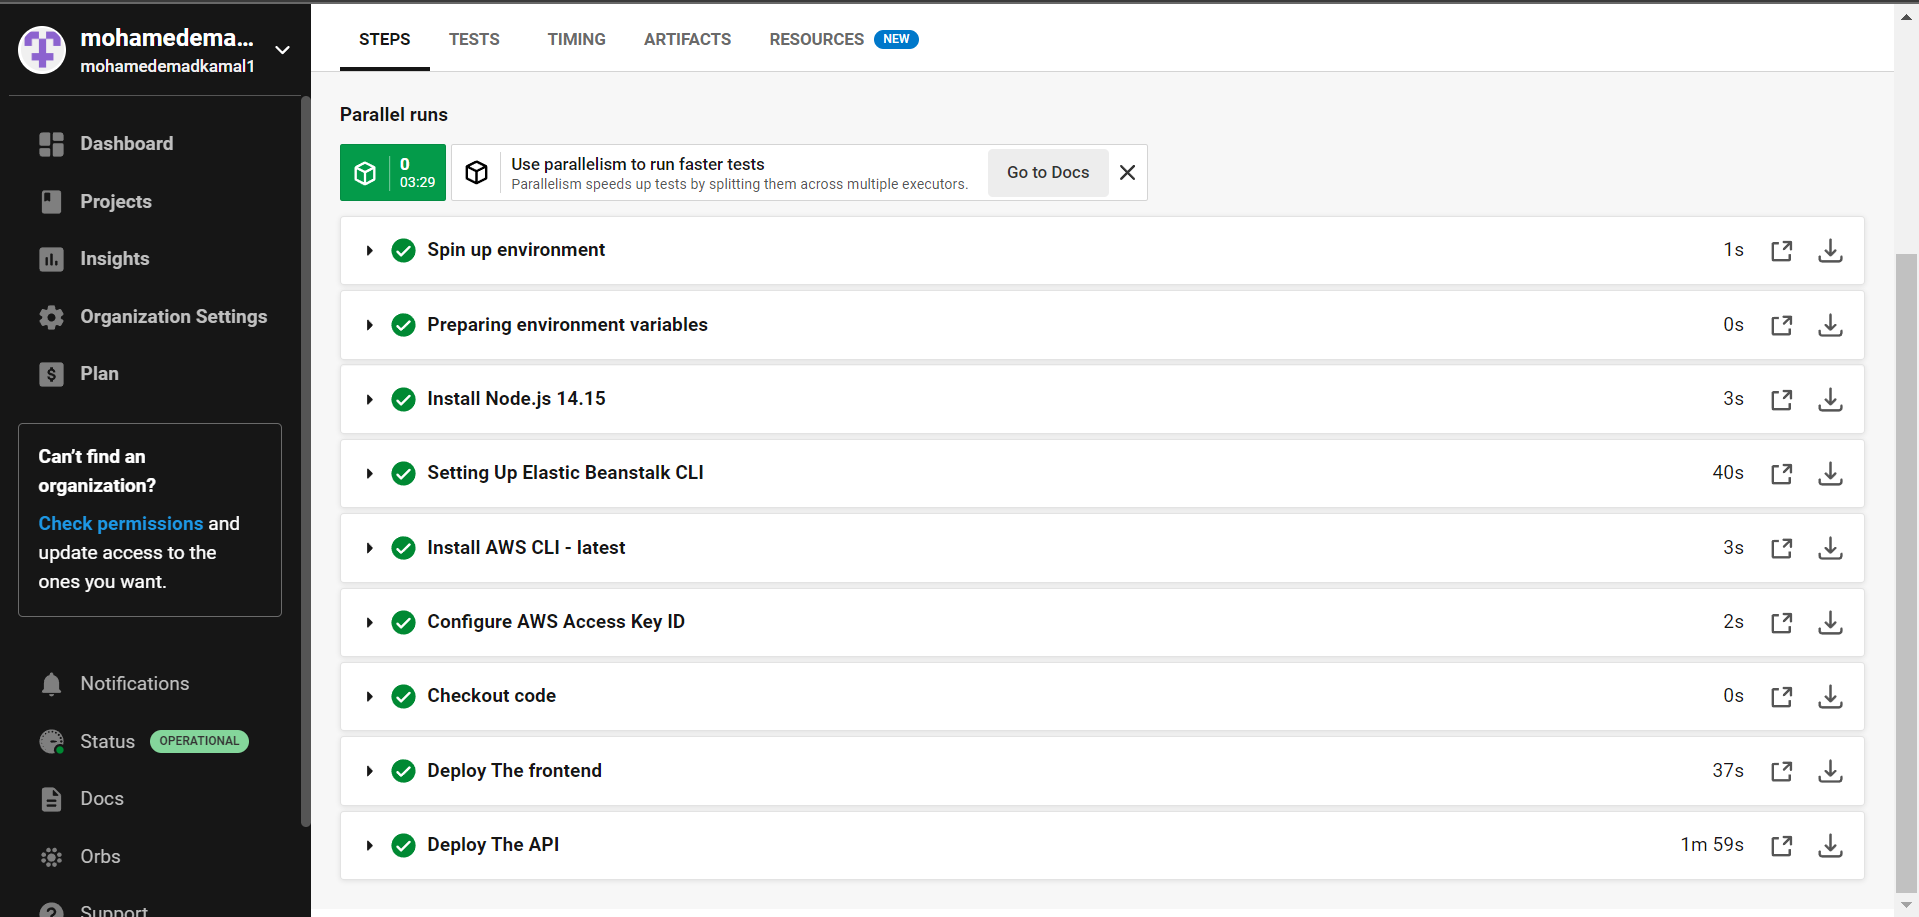 mohamedema...
mohamedemadkamal1
Dashboard
Projects
Insights
Organization Settings
Plan
Can't find an
organization?
Check permissions and
update access to the
ones you want.
Notifications
Status OPERATIONAL
Docs
Orbs
Support
STEPS TESTS TIMING ARTIFACTS RESOURCES NEW
Parallel runs
0
03:29
Use parallelism to run faster tests
Parallelism speeds up tests by splitting them across multiple executors.
Go to Docs
Spin up environment 1s
Preparing environment variables 0s
Install Node.js 14.15 3s
Setting Up Elastic Beanstalk CLI 40s
Install AWS CLI - latest 3s
Configure AWS Access Key ID 2s
Checkout code 0s
Deploy The frontend 37s
Deploy The API 1m 59s